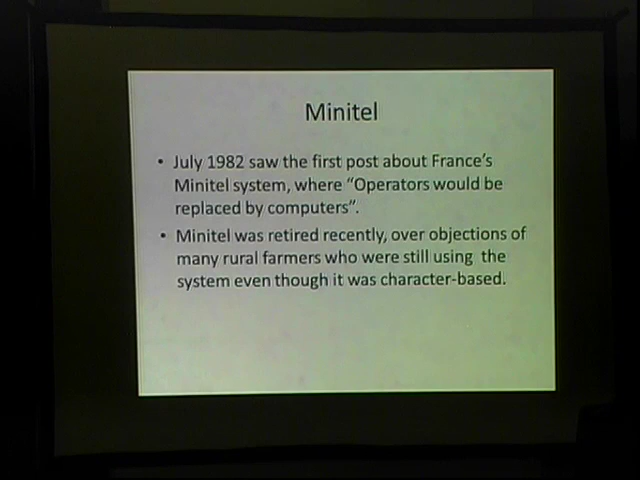 Minitel
• July 1982 saw the first post about France's
Minitel system, where “Operators would be
replaced by computers”.
• Minitel was retired recently, over objections of
many rural farmers who were still using the
system even though it was character-based.